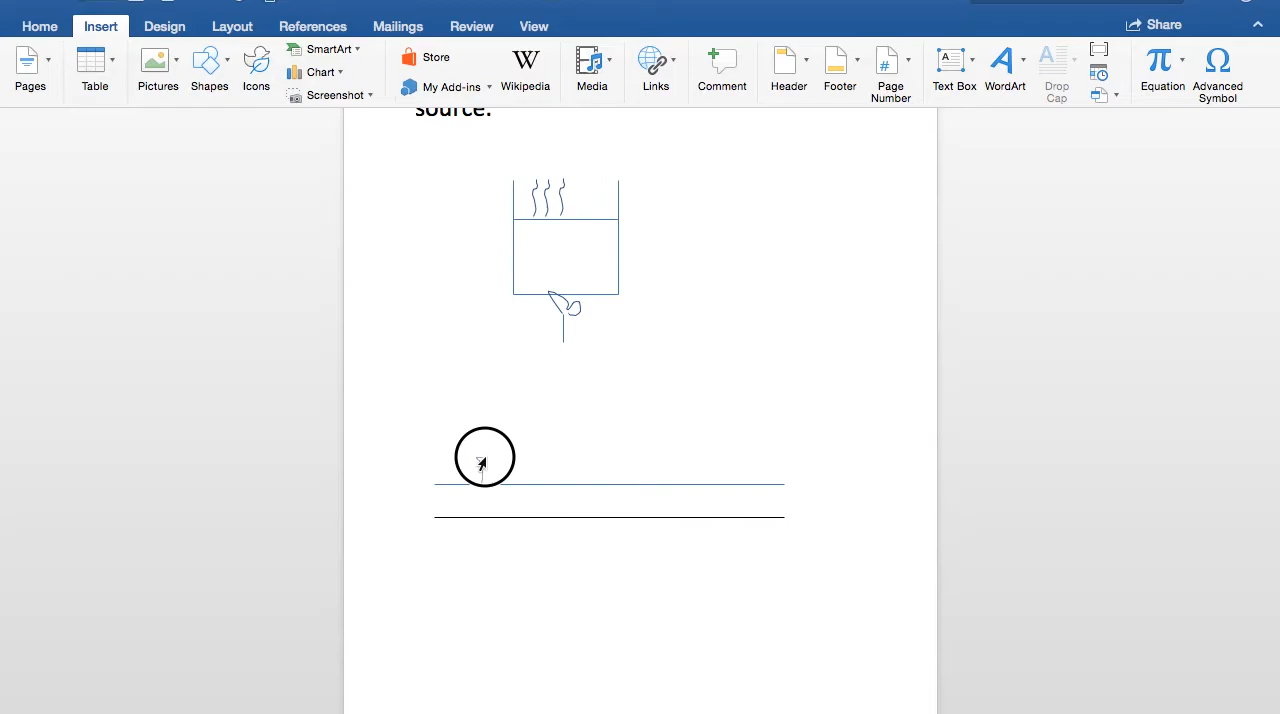 Home Insert Design Layout References Mailings Review View Share
Pages Table Pictures Shapes Icons SmartArt Chart Screenshot Store My Add-ins Wikipedia Media Links Comment Header Footer Page Number Text Box WordArt Drop Cap Equation Advanced Symbol
source.